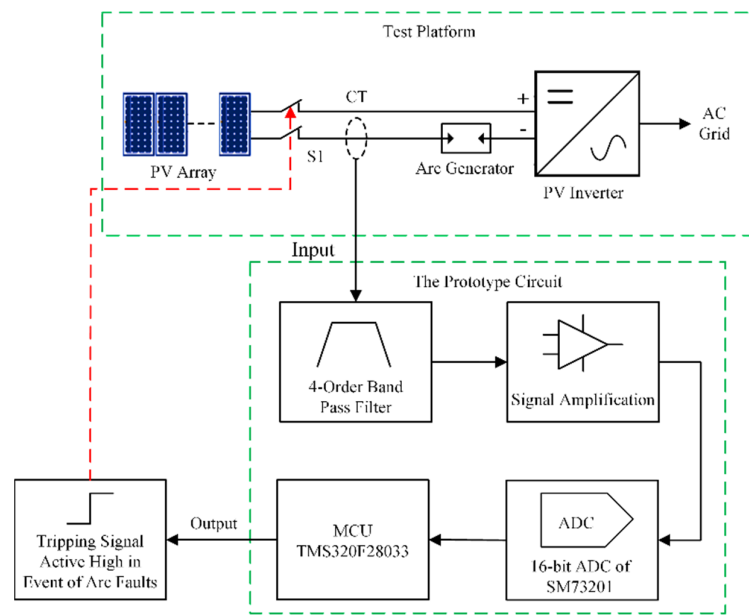 Test Platform
CT
+
AC
Grid
S1
-
PV Array
Arc Generator
PV Inverter
Input
The Prototype Circuit
4-Order Band
Pass Filter
Signal Amplification
Output
MCU
TMS320F28033
ADC
16-bit ADC of
SM73201
Tripping Signal
Active High in
Event of Arc Faults